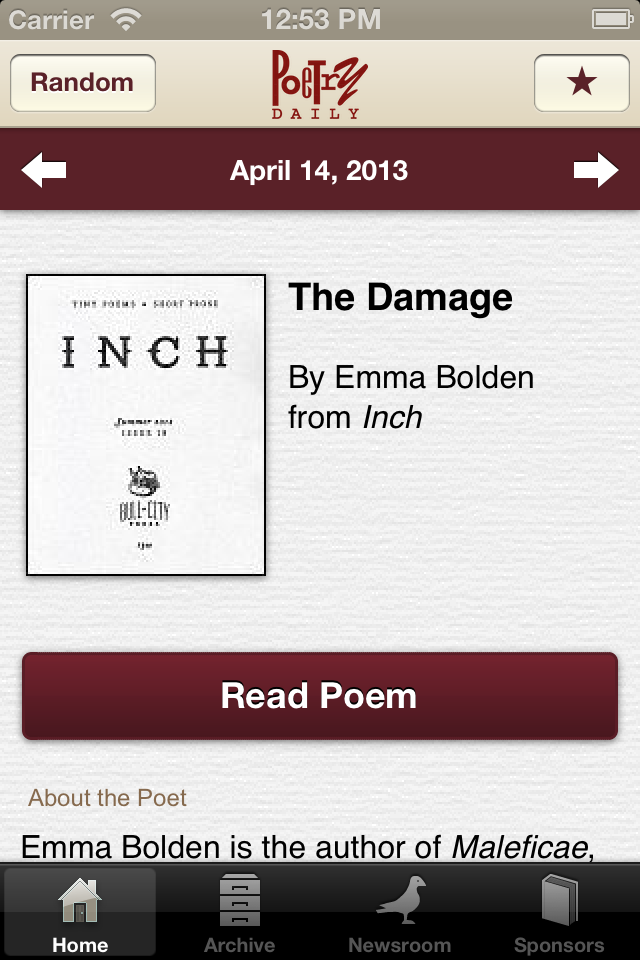 Carrier 12:53 PM
Random
POETRY
DAILY
April 14, 2013
TINY POEMS • SHORT PROSE
INCH
BULL-CITY
PRESS
The Damage
By Emma Bolden
from Inch
Read Poem
About the Poet
Emma Bolden is the author of Maleficae,
Home Archive Newsroom Sponsors